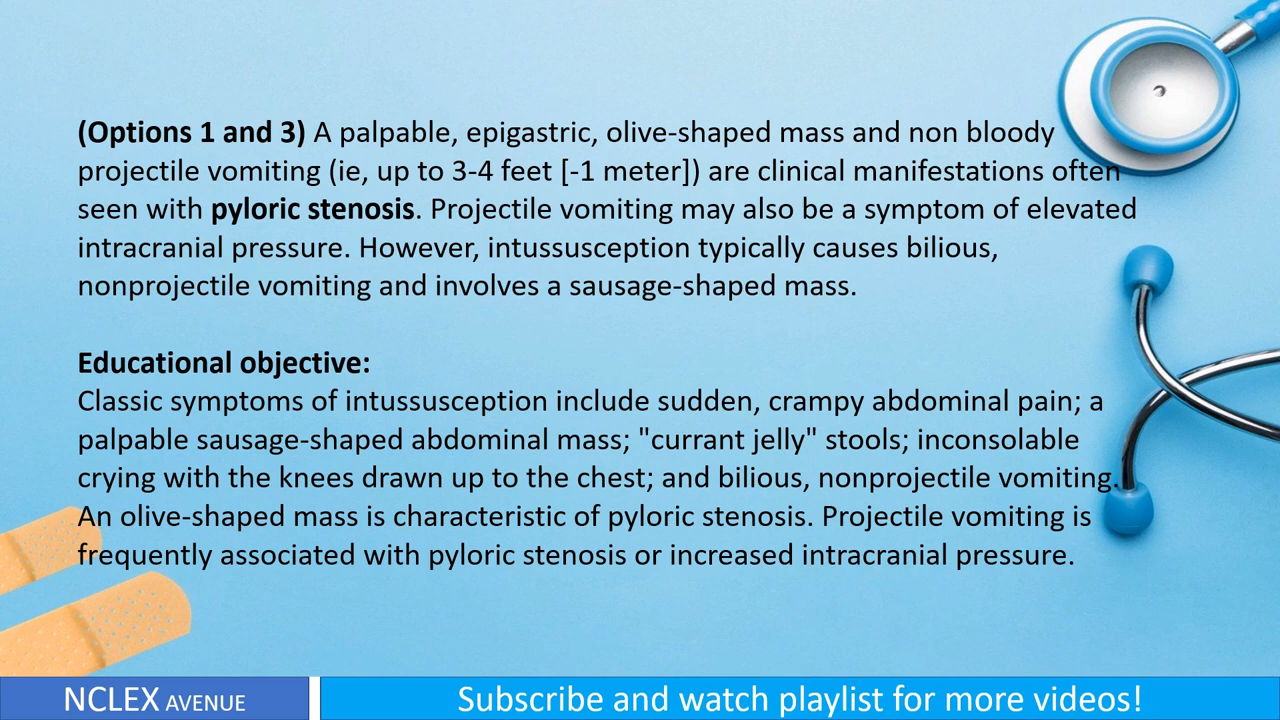 (Options 1 and 3) A palpable, epigastric, olive-shaped mass and non bloody
projectile vomiting (ie, up to 3-4 feet [-1 meter]) are clinical manifestations often
seen with pyloric stenosis. Projectile vomiting may also be a symptom of elevated
intracranial pressure. However, intussusception typically causes bilious,
nonprojectile vomiting and involves a sausage-shaped mass.
Educational objective:
Classic symptoms of intussusception include sudden, crampy abdominal pain; a
palpable sausage-shaped abdominal mass; "currant jelly" stools; inconsolable
crying with the knees drawn up to the chest; and bilious, nonprojectile vomiting.
An olive-shaped mass is characteristic of pyloric stenosis. Projectile vomiting is
frequently associated with pyloric stenosis or increased intracranial pressure.
NCLEX AVENUE
Subscribe and watch playlist for more videos!